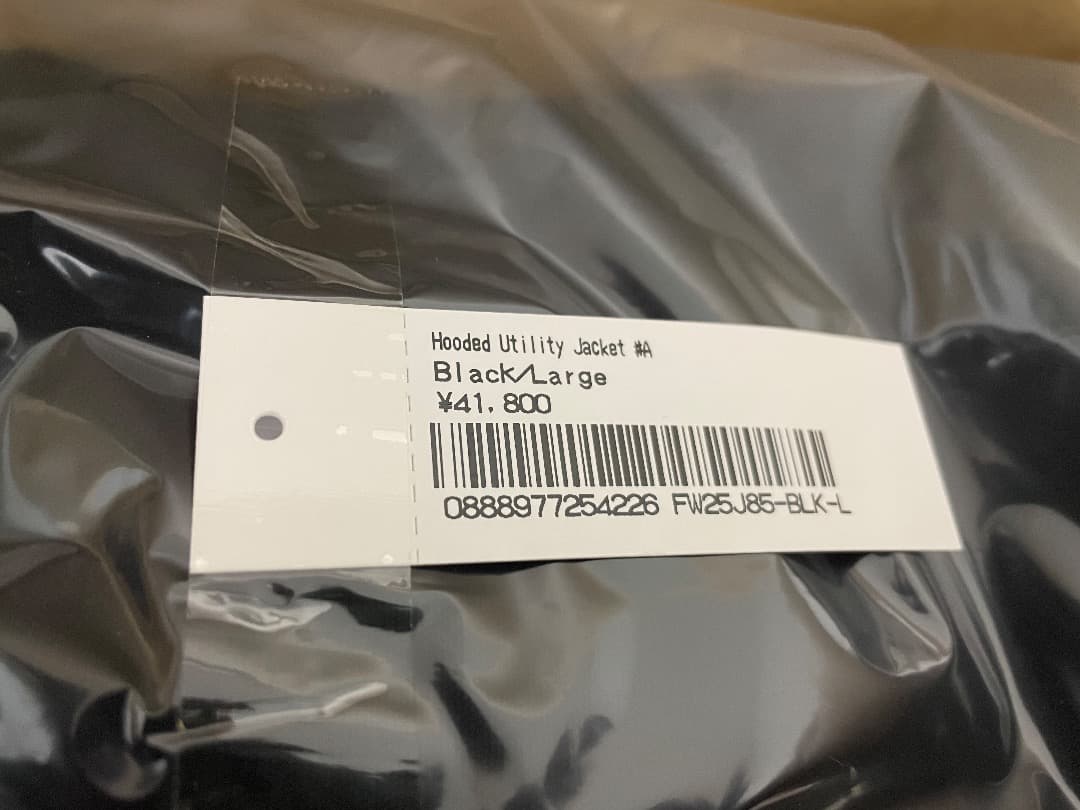 Hooded Utility Jacket #A
Black/Large
¥41,800
0888977254226 FW25J85-BLK-L